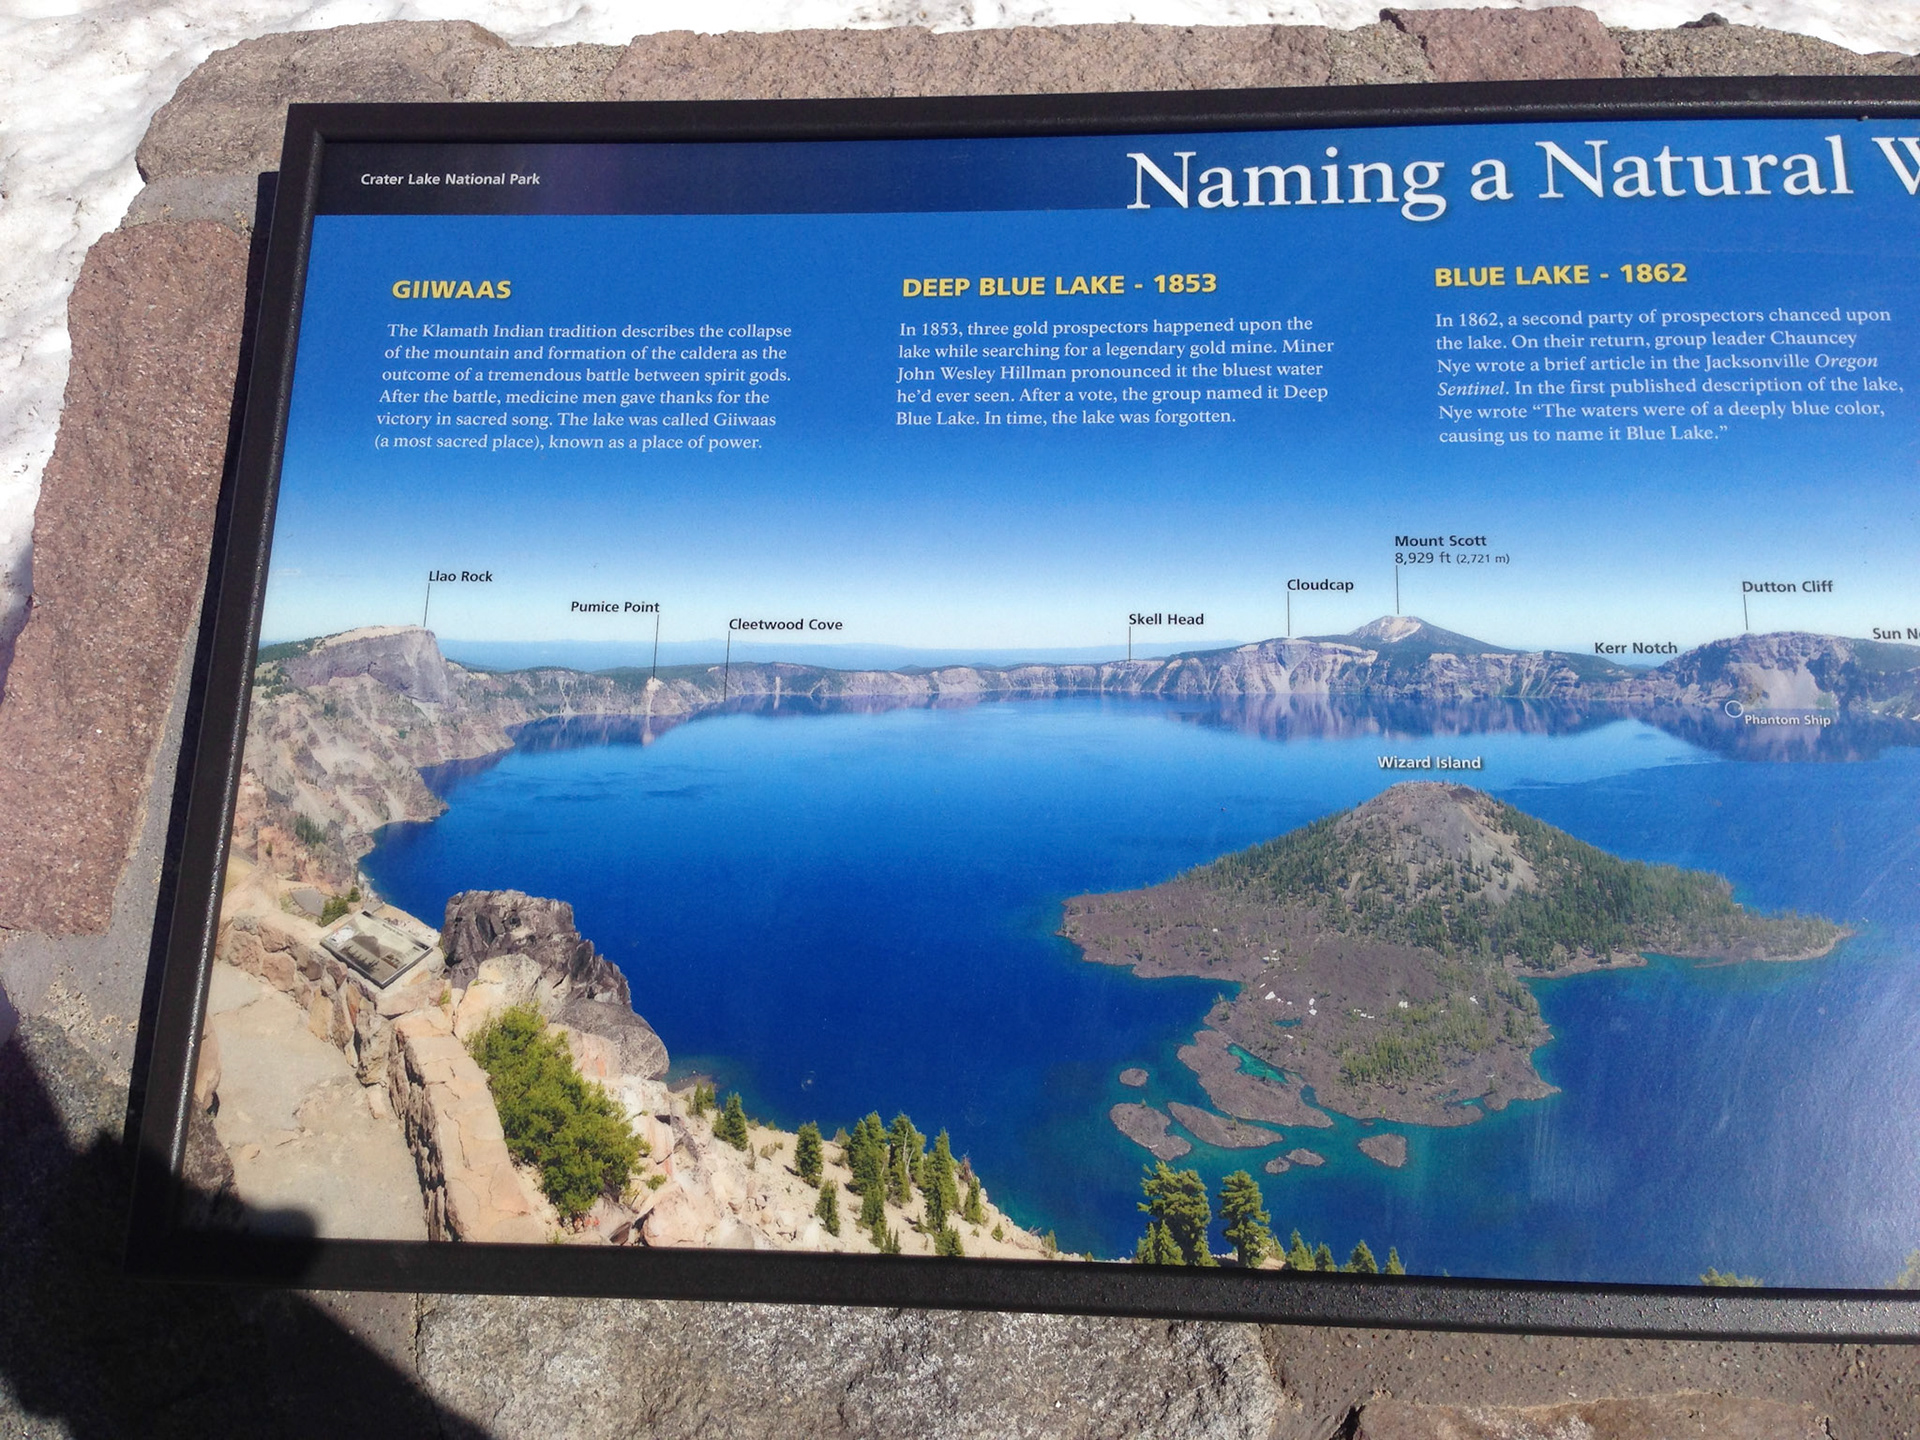 Crater Lake National Park
Naming a Natural
GIIWAAS
The Klamath Indian tradition describes the collapse
of the mountain and formation of the caldera as the
outcome of a tremendous battle between spirit gods.
After the battle, medicine men gave thanks for the
victory in sacred song. The lake was called Giiwaas
(a most sacred place), known as a place of power.
DEEP BLUE LAKE - 1853
In 1853, three gold prospectors happened upon the
lake while searching for a legendary gold mine. Miner
John Wesley Hillman pronounced it the bluest water
he'd ever seen. After a vote, the group named it Deep
Blue Lake. In time, the lake was forgotten.
BLUE LAKE - 1862
In 1862, a second party of prospectors chanced upon
the lake. On their return, group leader Chauncey
Nye wrote a brief article in the Jacksonville Oregon
Sentinel. In the first published description of the lake,
Nye wrote “The waters were of a deeply blue color,
causing us to name it Blue Lake.”
Llao Rock
Pumice Point
Cleetwood Cove
Skell Head
Cloudcap
Mount Scott
8,929 ft (2,721 m)
Kerr Notch
Dutton Cliff
Sun
Phantom Ship
Wizard Island